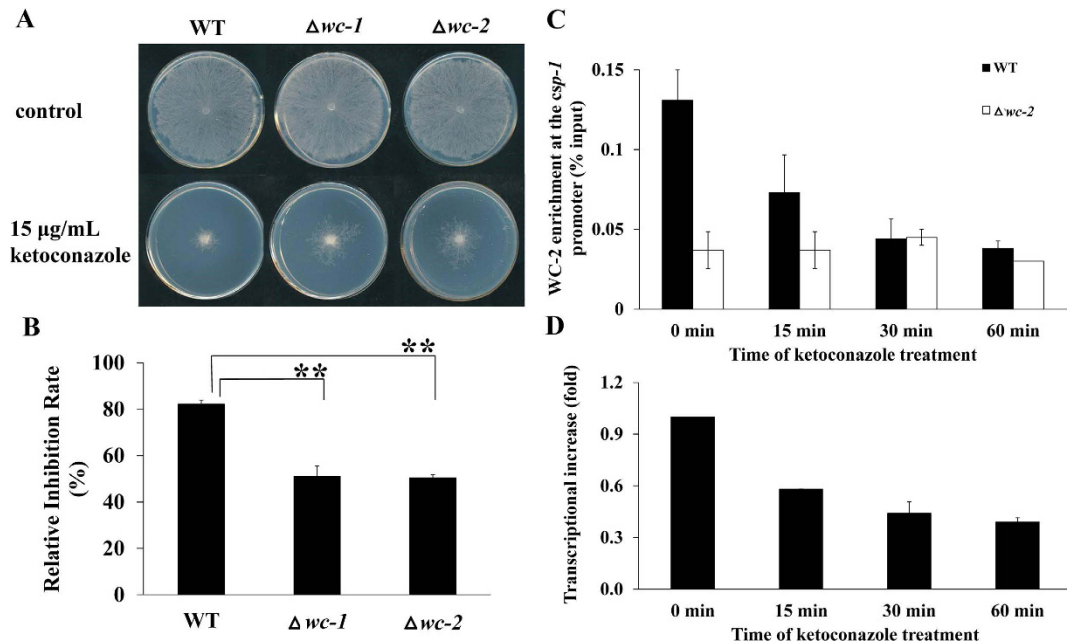 A
WT
Δwc-1
Δwc-2
control
15 µg/mL
ketoconazole
B
Relative Inhibition Rate
(%)
100
80
60
40
20
0
**
**
WT
Δwc-1
Δwc-2
C
WC-2 enrichment at the csp-1
promoter (% input)
0.15
0.1
0.05
0
WT
Δwc-2
0 min
15 min
30 min
60 min
Time of ketoconazole treatment
D
Transcriptional increase (fold)
1.2
0.9
0.6
0.3
0.0
0 min
15 min
30 min
60 min
Time of ketoconazole treatment